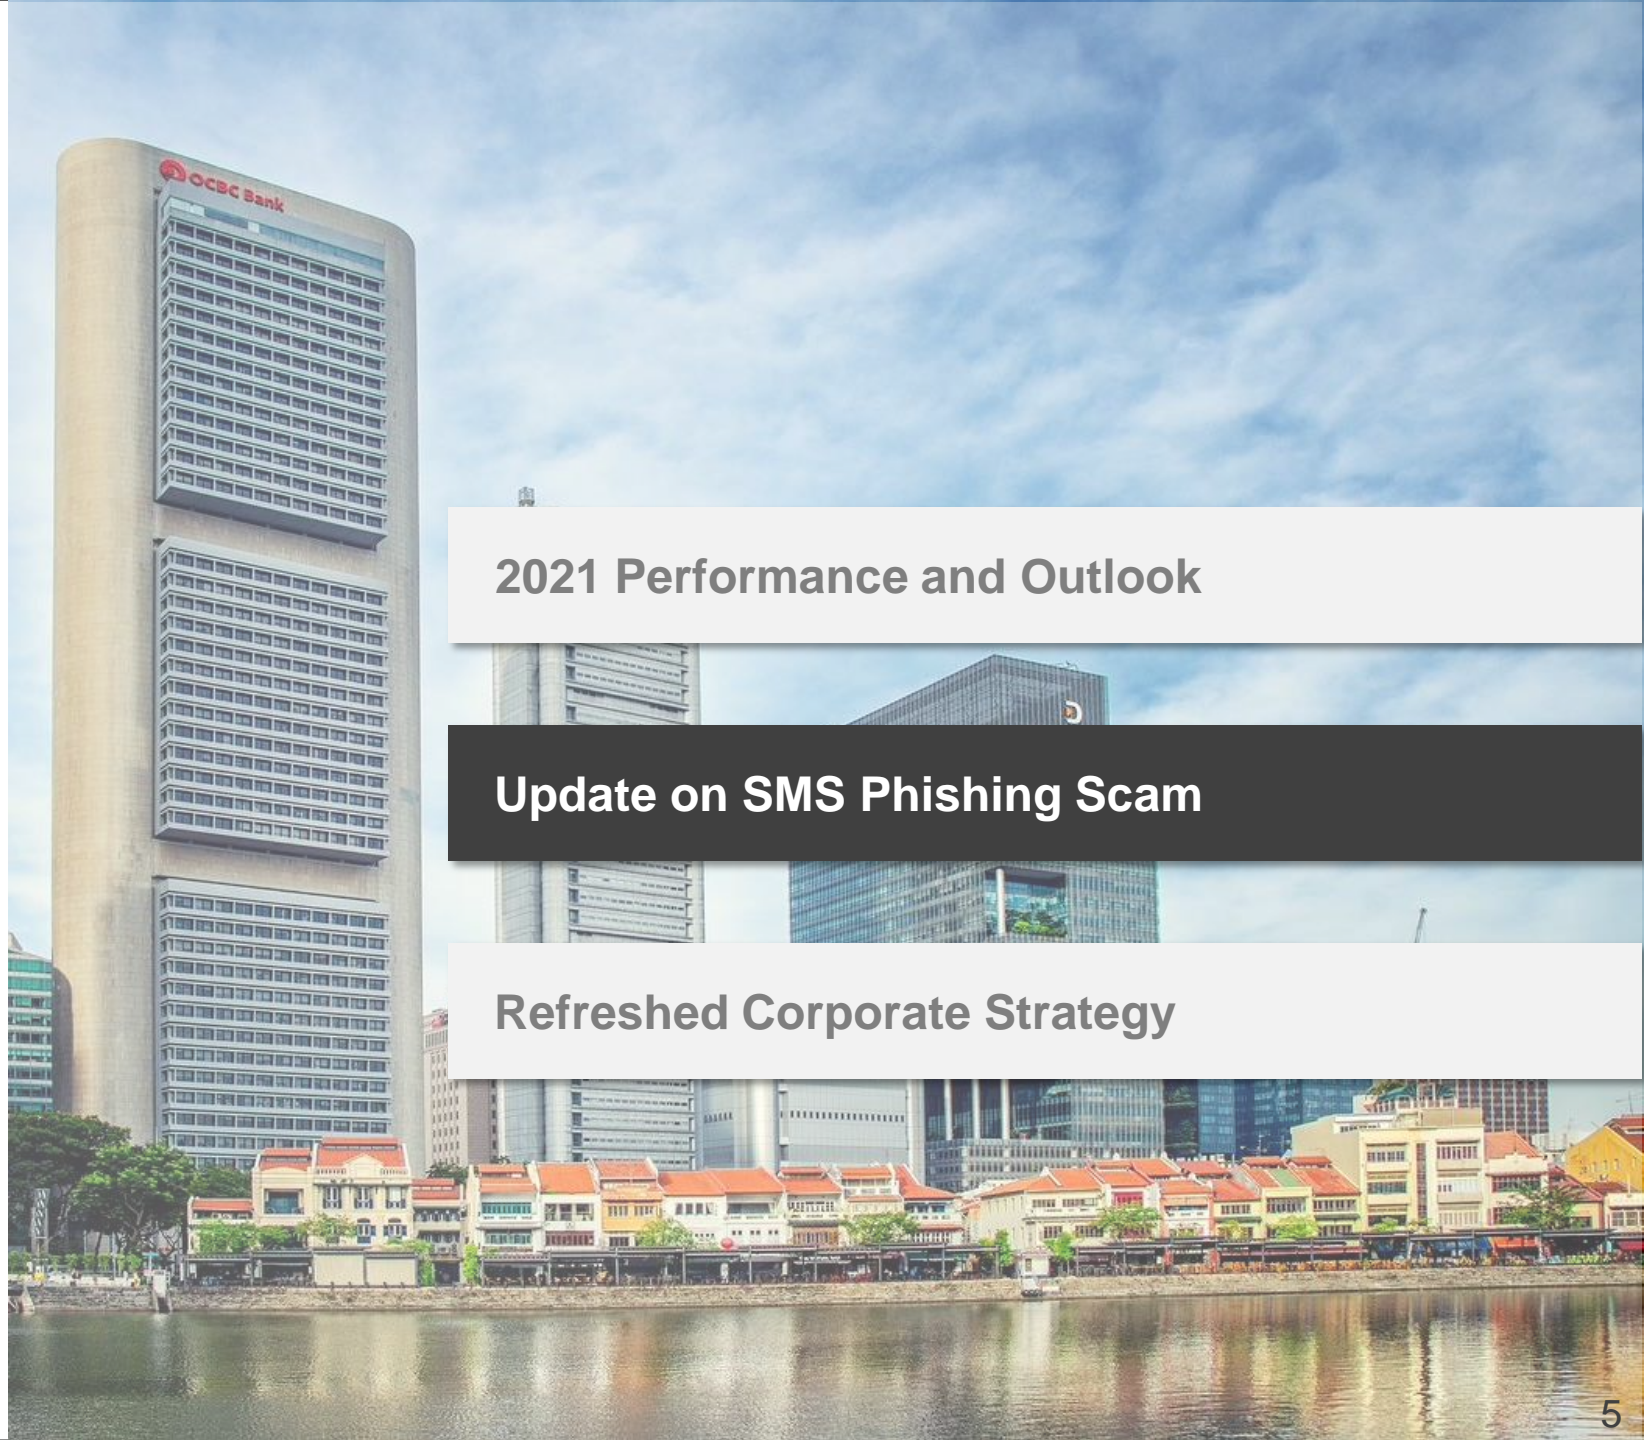 OCBC Bank
2021 Performance and Outlook
Update on SMS Phishing Scam
Refreshed Corporate Strategy
5